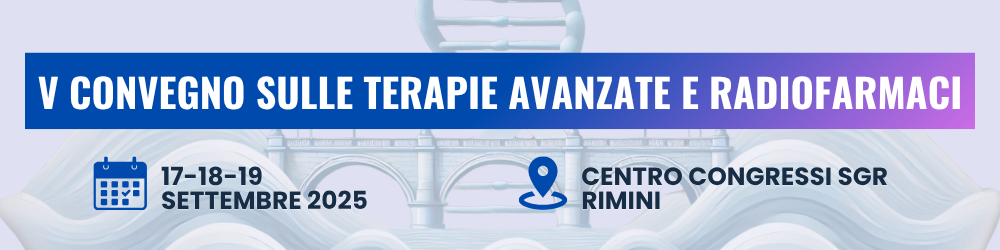 V CONVEGNO SULLE TERAPIE AVANZATE E RADIOFARMACI
17-18-19
SETTEMBRE 2025
CENTRO CONGRESSI SGR
RIMINI